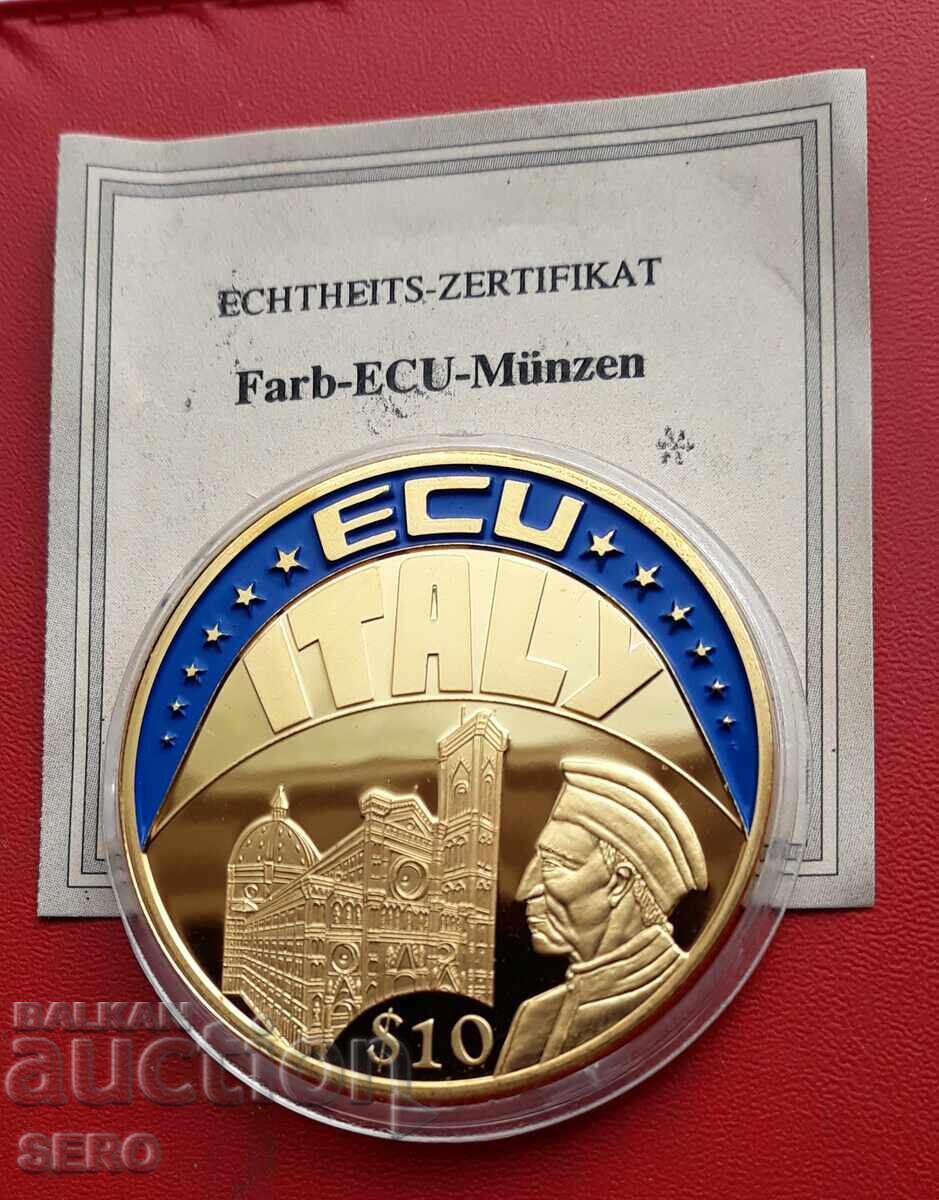 ECHTHEITS-ZERTIFIKAT
Farb-ECU-Münzen
ECU
ITALY
$10
BALKAN
auction
SERO